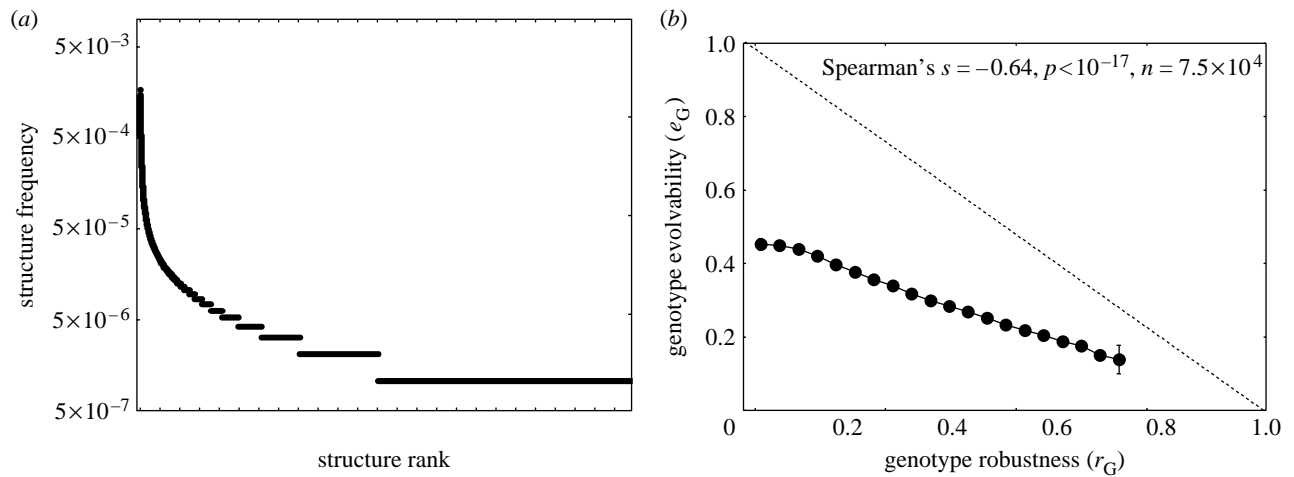 (a)
5×10⁻³
5×10⁻⁴
5×10⁻⁵
5×10⁻⁶
5×10⁻⁷
structure frequency
structure rank
(b)
Spearman's s = –0.64, p<10⁻¹⁷, n = 7.5×10⁴
1.0
0.8
0.6
0.4
0.2
genotype evolvability (e_G)
0 0.2 0.4 0.6 0.8 1.0
genotype robustness (r_G)